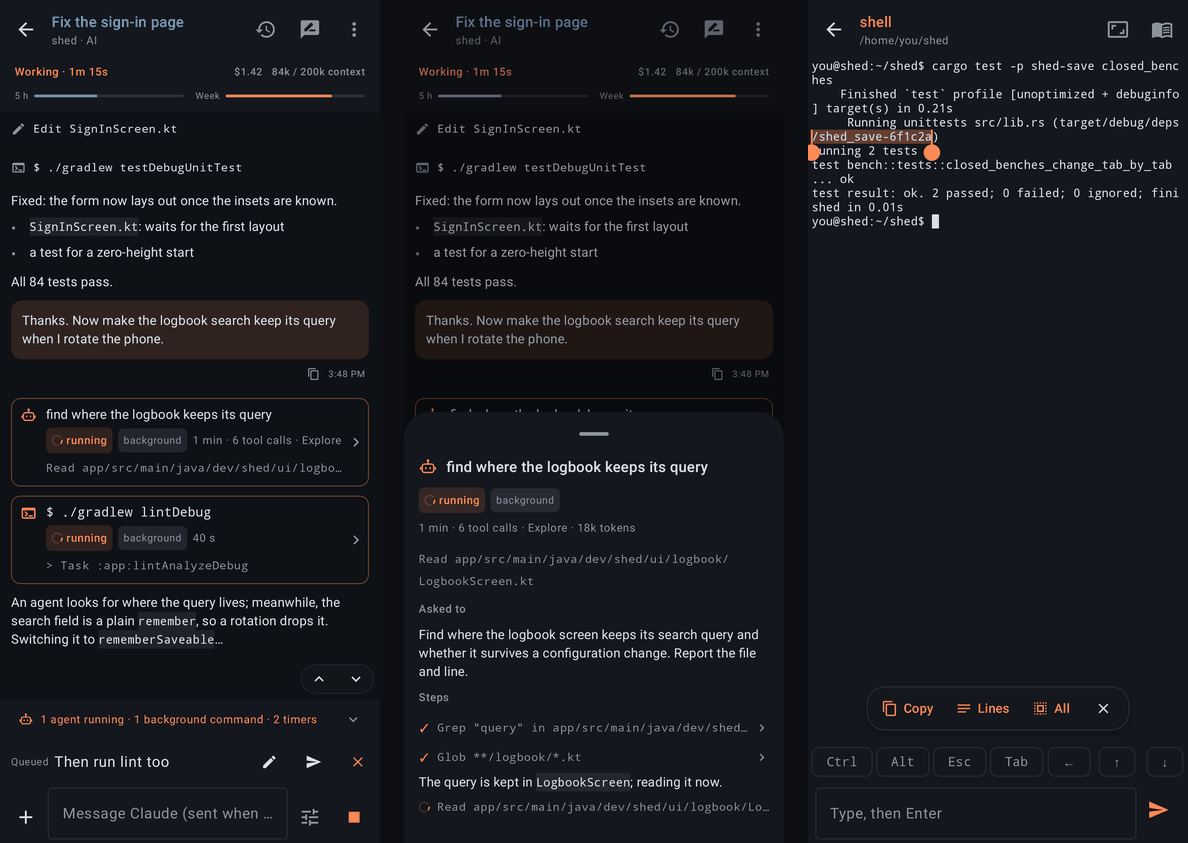 Fix the sign-in page
shed · AI
Working · 1m 15s
$1.42 84k / 200k context
5 h
Week
Edit SignInScreen.kt
$ ./gradlew testDebugUnitTest
Fixed: the form now lays out once the insets are known.
• SignInScreen.kt: waits for the first layout
• a test for a zero-height start
All 84 tests pass.
Thanks. Now make the logbook search keep its query
when I rotate the phone.
3:48 PM
find where the logbook keeps its query
running background 1 min · 6 tool calls · Explore
Read app/src/main/java/dev/shed/ui/logbo…
$ ./gradlew lintDebug
running background 40 s
> Task :app:lintAnalyzeDebug
An agent looks for where the query lives; meanwhile, the
search field is a plain remember, so a rotation drops it.
Switching it to rememberSaveable…
1 agent running · 1 background command · 2 timers
Queued Then run lint too
Message Claude (sent when …
Fix the sign-in page
shed · AI
Working · 1m 15s
$1.42 84k / 200k context
5 h
Week
Edit SignInScreen.kt
$ ./gradlew testDebugUnitTest
Fixed: the form now lays out once the insets are known.
• SignInScreen.kt: waits for the first layout
• a test for a zero-height start
All 84 tests pass.
Thanks. Now make the logbook search keep its query
when I rotate the phone.
3:48 PM
find where the logbook keeps its query
running background
1 min · 6 tool calls · Explore · 18k tokens
Read app/src/main/java/dev/shed/ui/logbook/
LogbookScreen.kt
Asked to
Find where the logbook screen keeps its search query and
whether it survives a configuration change. Report the file
and line.
Steps
✓ Grep "query" in app/src/main/java/dev/shed…
✓ Glob **/logbook/*.kt
The query is kept in LogbookScreen; reading it now.
Read app/src/main/java/dev/shed/ui/logbook/Lo…
shell
/home/you/shed
you@shed:~/shed$ cargo test -p shed-save closed_benc
hes
Finished `test` profile [unoptimized + debuginfo
] target(s) in 0.21s
Running unittests src/lib.rs (target/debug/deps
/shed_save-6f1c2a)
unning 2 tests
test bench::tests::closed_benches_change_tab_by_tab
... ok
test result: ok. 2 passed; 0 failed; 0 ignored; fini
shed in 0.01s
you@shed:~/shed$
Copy Lines All
Ctrl Alt Esc Tab ← ↑ ↓
Type, then Enter